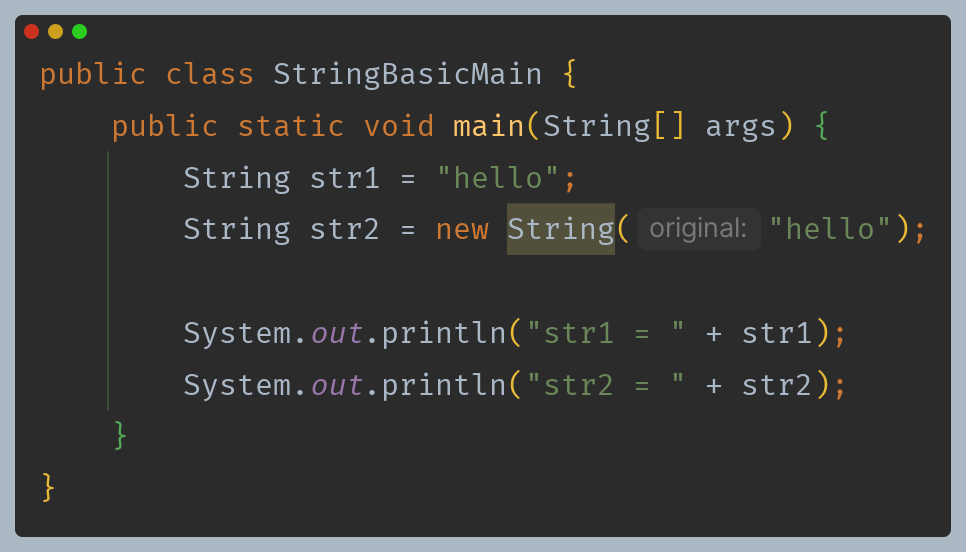 public class StringBasicMain {
    public static void main(String[] args) {
        String str1 = "hello";
        String str2 = new String( original: "hello");
        System.out.println("str1 = " + str1);
        System.out.println("str2 = " + str2);
    }
}